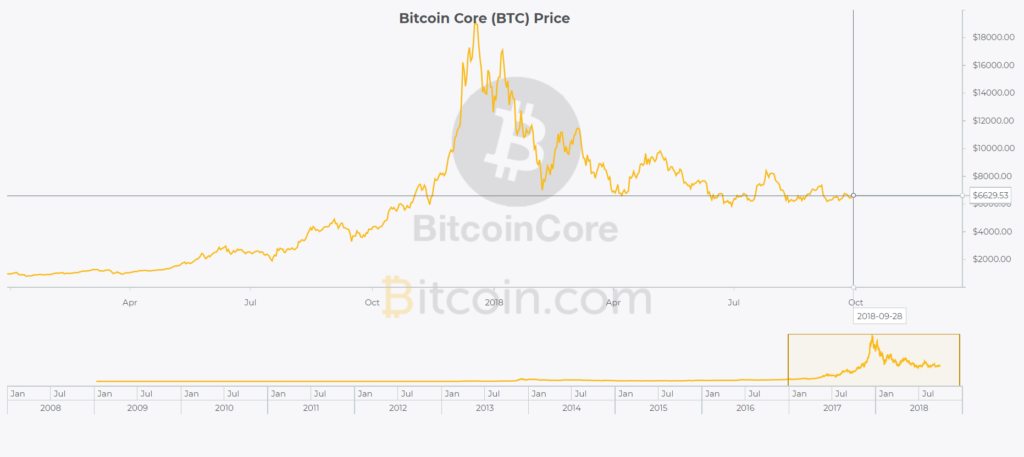 Bitcoin Core (BTC) Price
$18000.00
$16000.00
$14000.00
$12000.00
$10000.00
$8000.00
$6629.53
$6000.00
$4000.00
$2000.00
BitcoinCore
Bitcoin.com
Apr Jul Oct 2018 Apr Jul Oct
2018-09-28
Jan Jul Jan Jul Jan Jul Jan Jul Jan Jul Jan Jul Jan Jul Jan Jul Jan Jul Jan Jul Jan Jul
2008 2009 2010 2011 2012 2013 2014 2015 2016 2017 2018